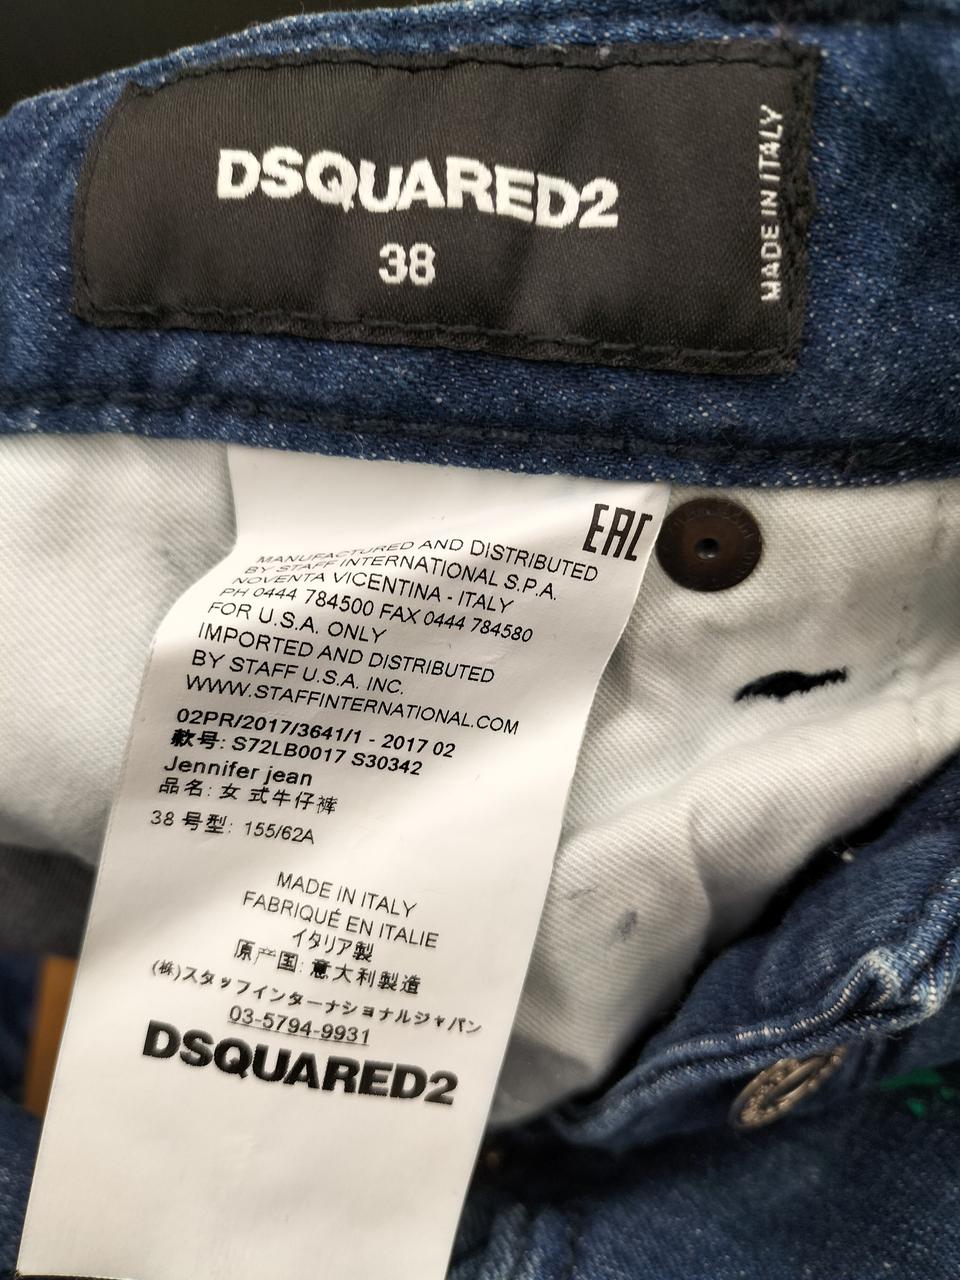 DSQUARED2
38
MADE IN ITALY
EAC
MANUFACTURED AND DISTRIBUTED
BY STAFF INTERNATIONAL S.P.A.
NOVENTA VICENTINA - ITALY
PH 0444 784500 FAX 0444 784580
FOR U.S.A. ONLY
IMPORTED AND DISTRIBUTED
BY STAFF U.S.A. INC.
WWW.STAFFINTERNATIONAL.COM
02PR/2017/3641/1 - 2017 02
款号: S72LB0017 S30342
Jennifer jean
品名: 女 式牛仔裤
38 号型: 155/62A
MADE IN ITALY
FABRIQUÉ EN ITALIE
イタリア製
原产国: 意大利製造
(株)スタッフインターナショナルジャパン
03-5794-9931
DSQUARED2